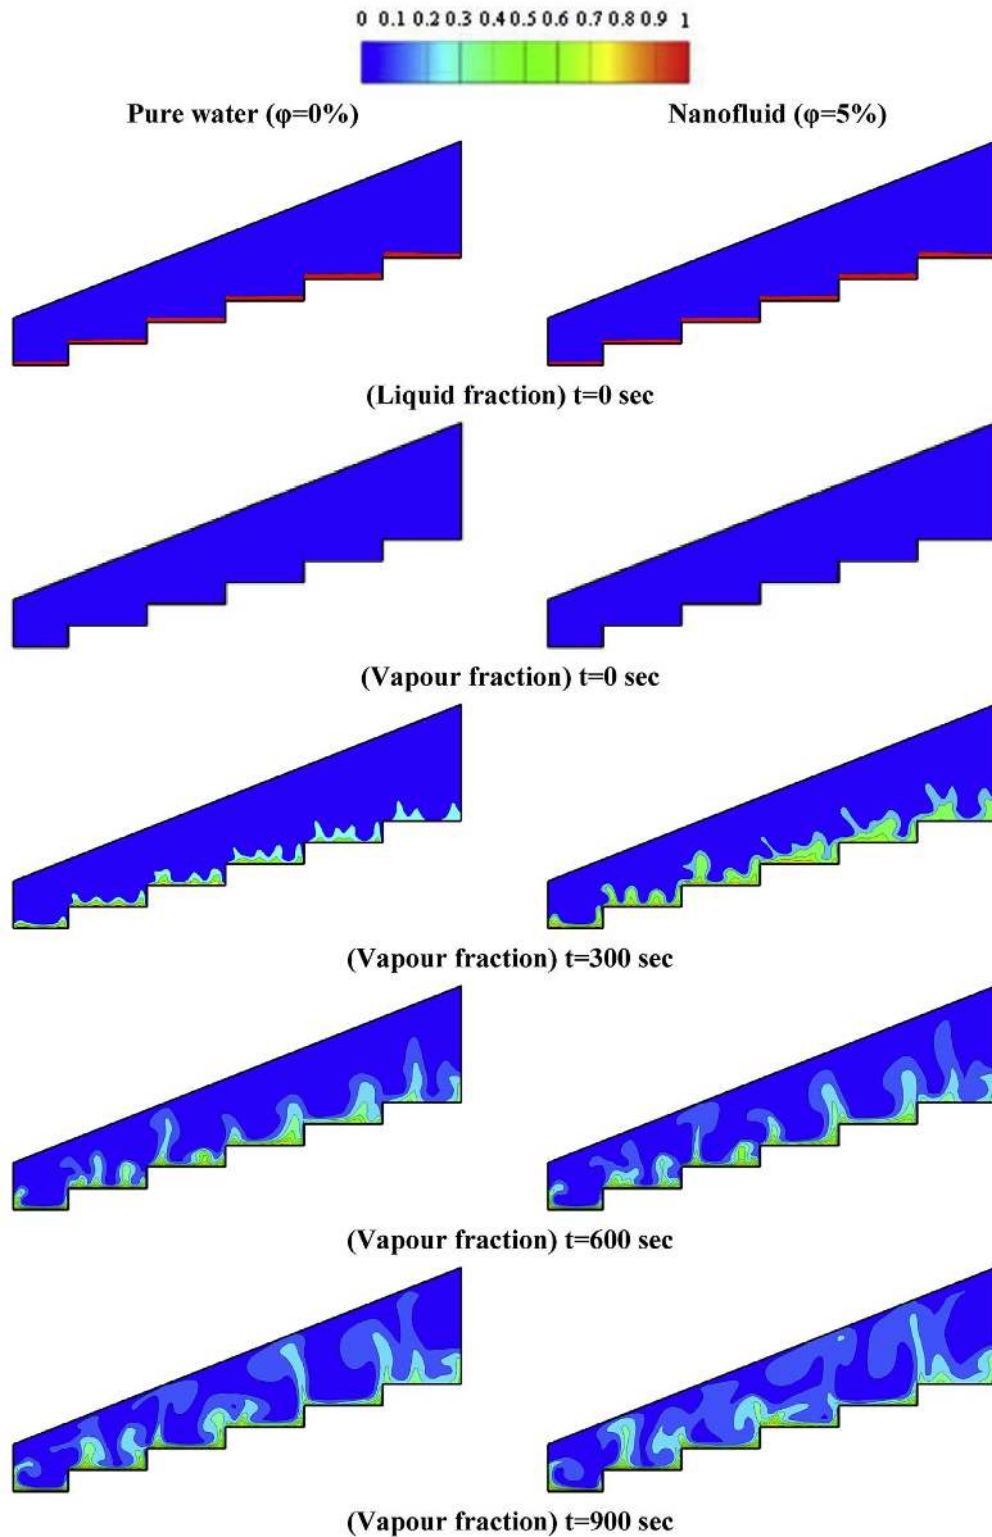 0 0.1 0.2 0.3 0.4 0.5 0.6 0.7 0.8 0.9 1
Pure water (φ=0%) Nanofluid (φ=5%)
(Liquid fraction) t=0 sec
(Vapour fraction) t=0 sec
(Vapour fraction) t=300 sec
(Vapour fraction) t=600 sec
(Vapour fraction) t=900 sec